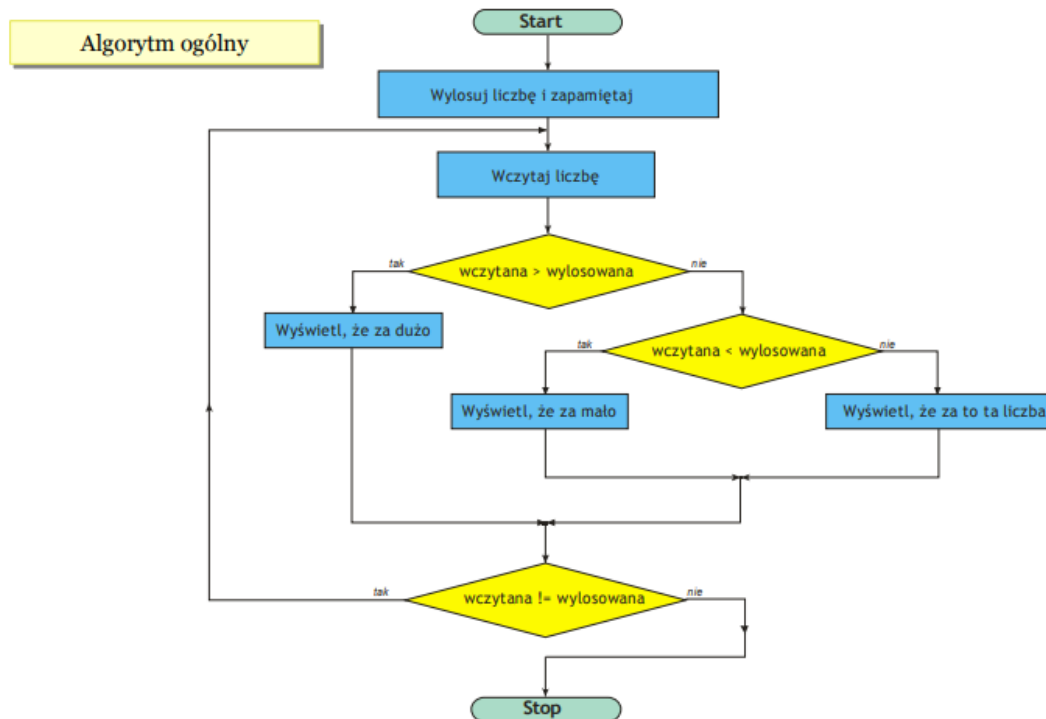 Start
Algorytm ogólny
Wylosuj liczbę i zapamiętaj
Wczytaj liczbę
tak
wczytana > wylosowana
nie
Wyświetl, że za dużo
tak
wczytana < wylosowana
nie
Wyświetl, że za mało
Wyświetl, że za to ta liczba
tak
wczytana != wylosowana
nie
Stop